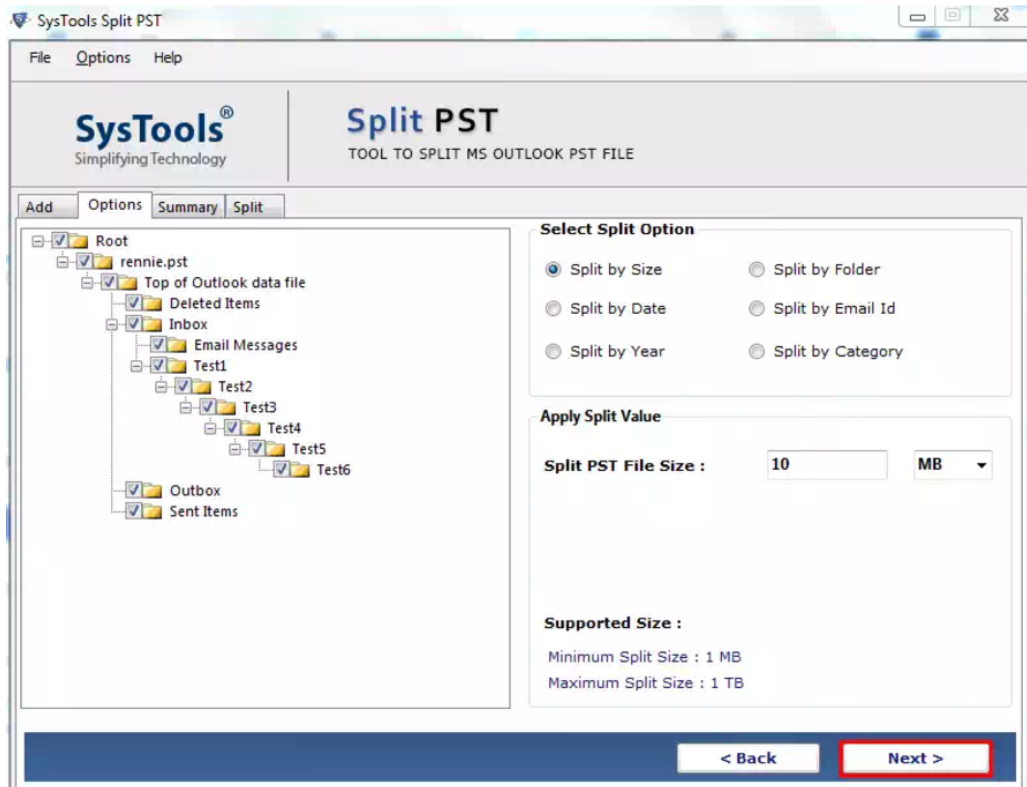 SysTools Split PST
File Options Help
SysTools®
Simplifying Technology
Split PST
TOOL TO SPLIT MS OUTLOOK PST FILE
Add Options Summary Split
Root
rennie.pst
Top of Outlook data file
Deleted Items
Inbox
Email Messages
Test1
Test2
Test3
Test4
Test5
Test6
Outbox
Sent Items
Select Split Option
Split by Size Split by Folder
Split by Date Split by Email Id
Split by Year Split by Category
Apply Split Value
Split PST File Size : 10 MB
Supported Size :
Minimum Split Size : 1 MB
Maximum Split Size : 1 TB
< Back Next >